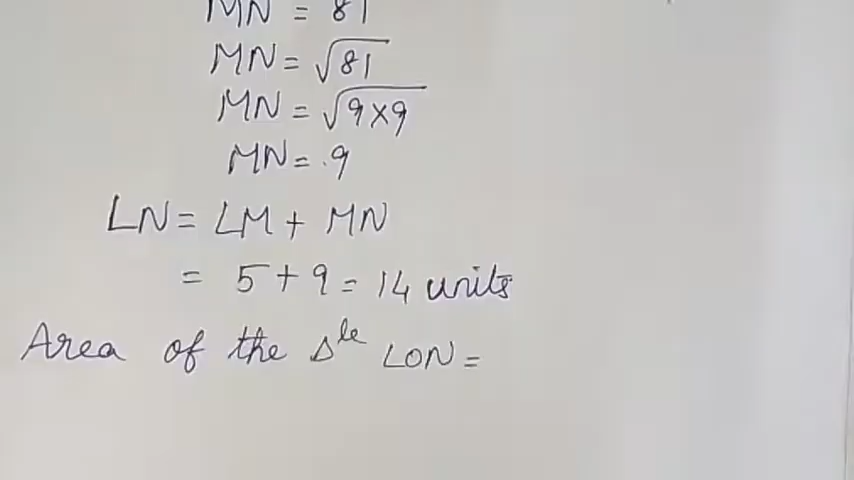 MN = 81
MN = √81
MN = √9×9
MN = 9
LN = LM + MN
= 5 + 9 = 14 units
Area of the Δle LON =